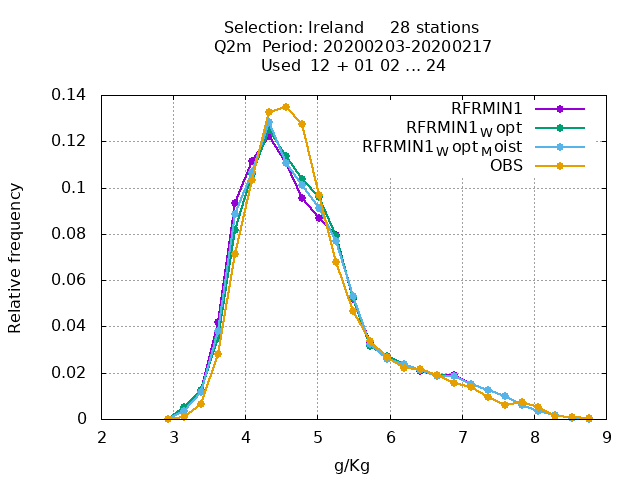 Selection: Ireland 28 stations
Q2m Period: 20200203-20200217
Used 12 + 01 02 ... 24
RFRMIN1
RFRMIN1_W opt
RFRMIN1_W opt_M oist
OBS
Relative frequency
0.14
0.12
0.1
0.08
0.06
0.04
0.02
0
2 3 4 5 6 7 8 9
g/Kg